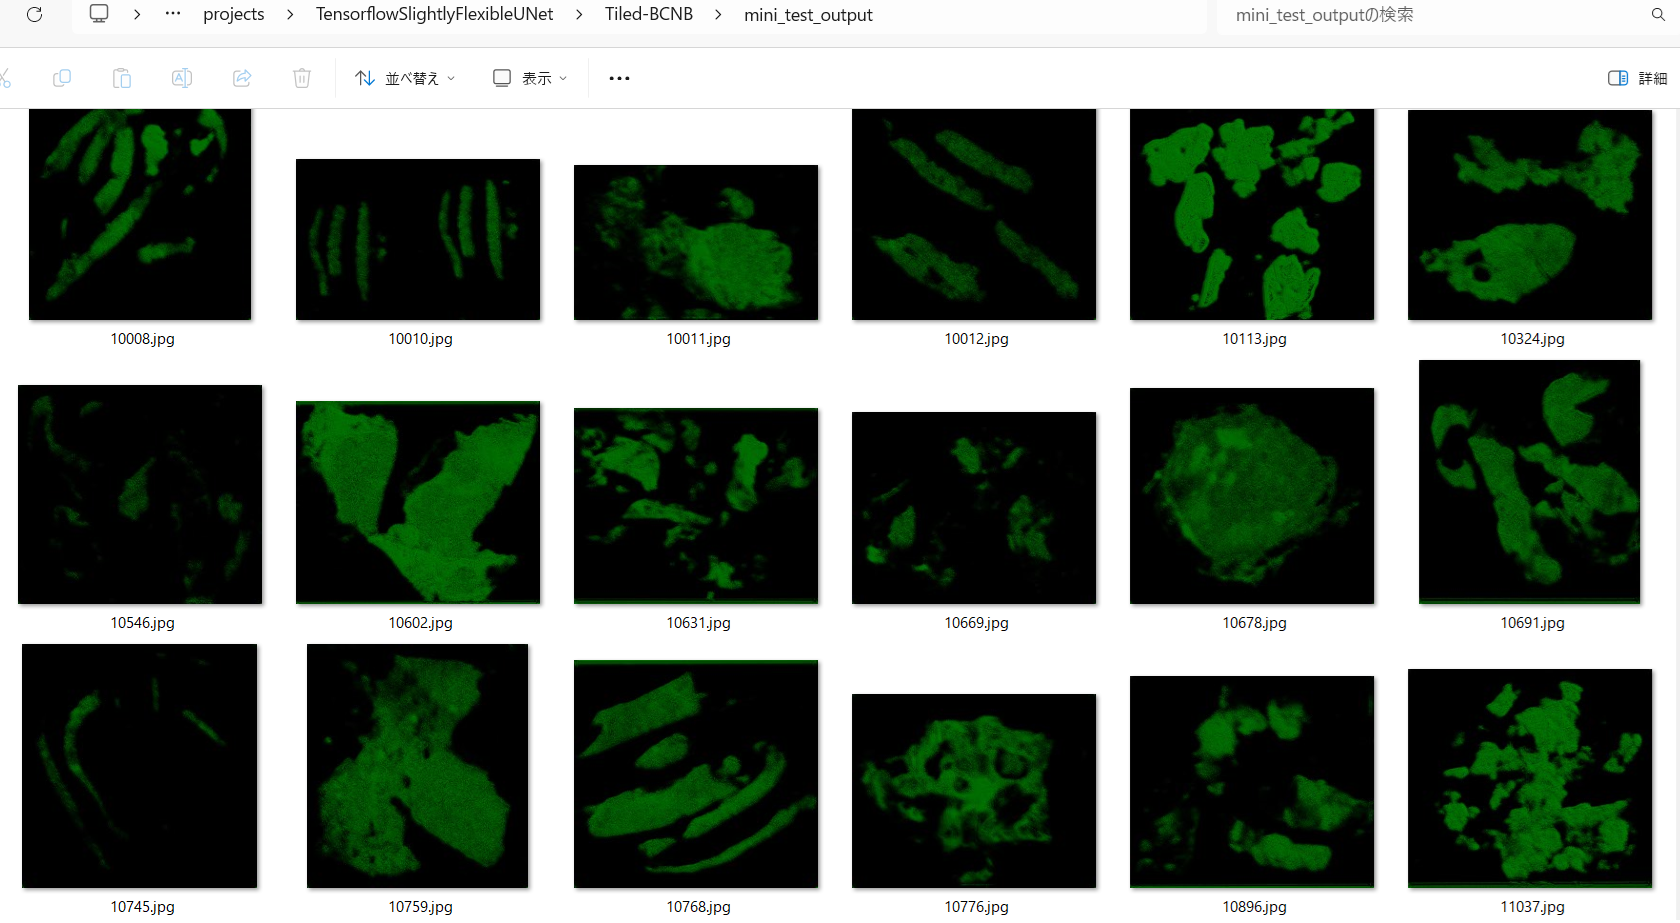 projects > TensorflowSlightlyFlexibleUNet > Tiled-BCNB > mini_test_output
mini_test_outputの検索
並べ替え
表示
詳細
10008.jpg
10010.jpg
10011.jpg
10012.jpg
10113.jpg
10324.jpg
10546.jpg
10602.jpg
10631.jpg
10669.jpg
10678.jpg
10691.jpg
10745.jpg
10759.jpg
10768.jpg
10776.jpg
10896.jpg
11037.jpg